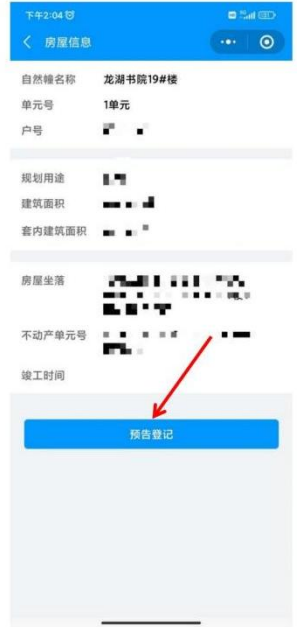 下午2:04
房屋信息
自然幢名称 龙湖书院19#楼
单元号 1单元
户号
规划用途
建筑面积
套内建筑面积
房屋坐落
不动产单元号
竣工时间
预告登记